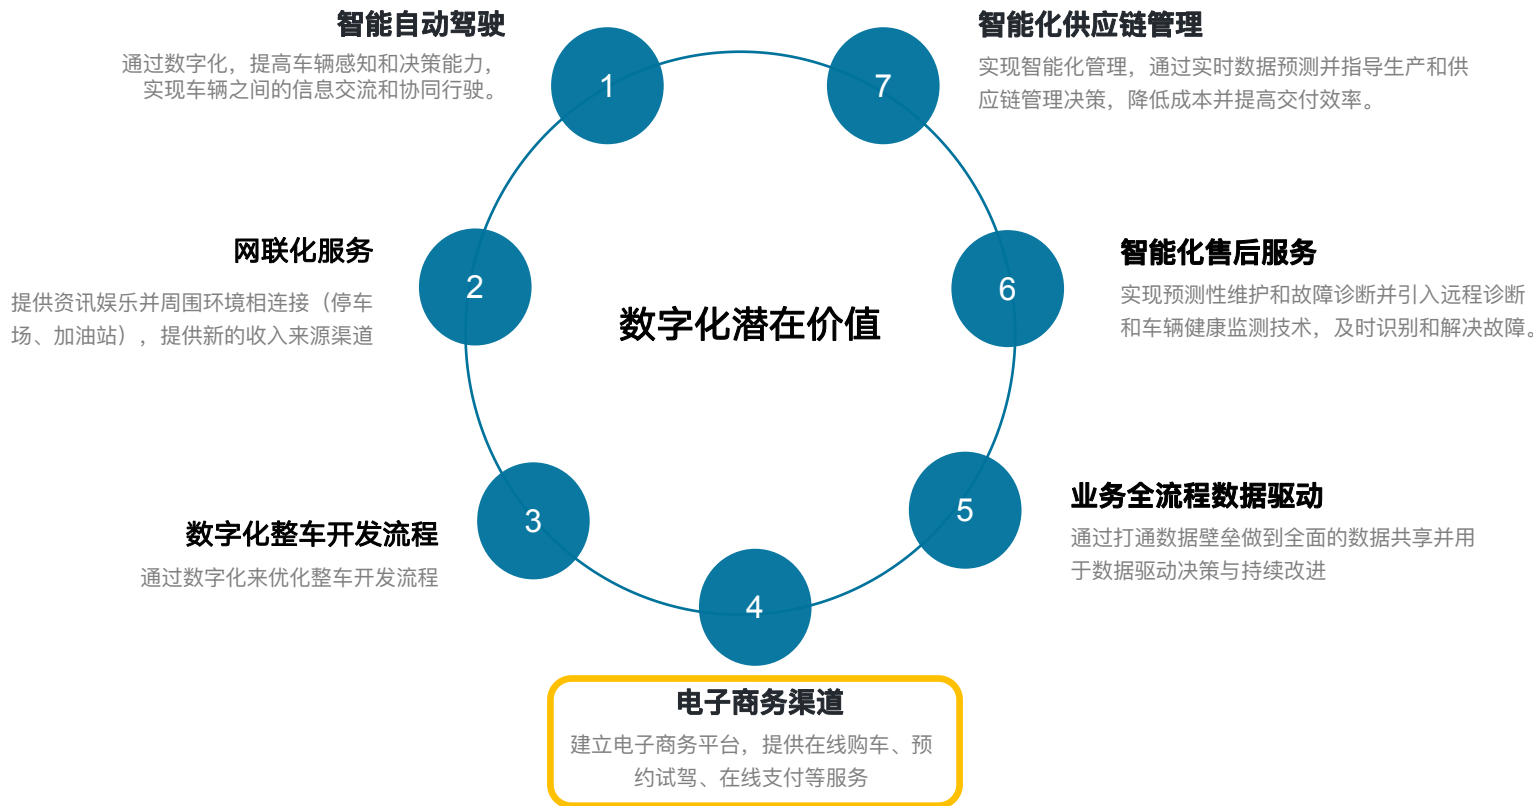 智能自动驾驶
通过数字化，提高车辆感知和决策能力，
实现车辆之间的信息交流和协同行驶。
1
网联化服务
提供资讯娱乐并周围环境相连接（停车
场、加油站），提供新的收入来源渠道
2
数字化整车开发流程
通过数字化来优化整车开发流程
3
数字化潜在价值
4
电子商务渠道
建立电子商务平台，提供在线购车、预
约试驾、在线支付等服务
5
业务全流程数据驱动
通过打通数据壁垒做到全面的数据共享并用
于数据驱动决策与持续改进
6
智能化售后服务
实现预测性维护和故障诊断并引入远程诊断
和车辆健康监测技术，及时识别和解决故障。
7
智能化供应链管理
实现智能化管理，通过实时数据预测并指导生产和供
应链管理决策，降低成本并提高交付效率。